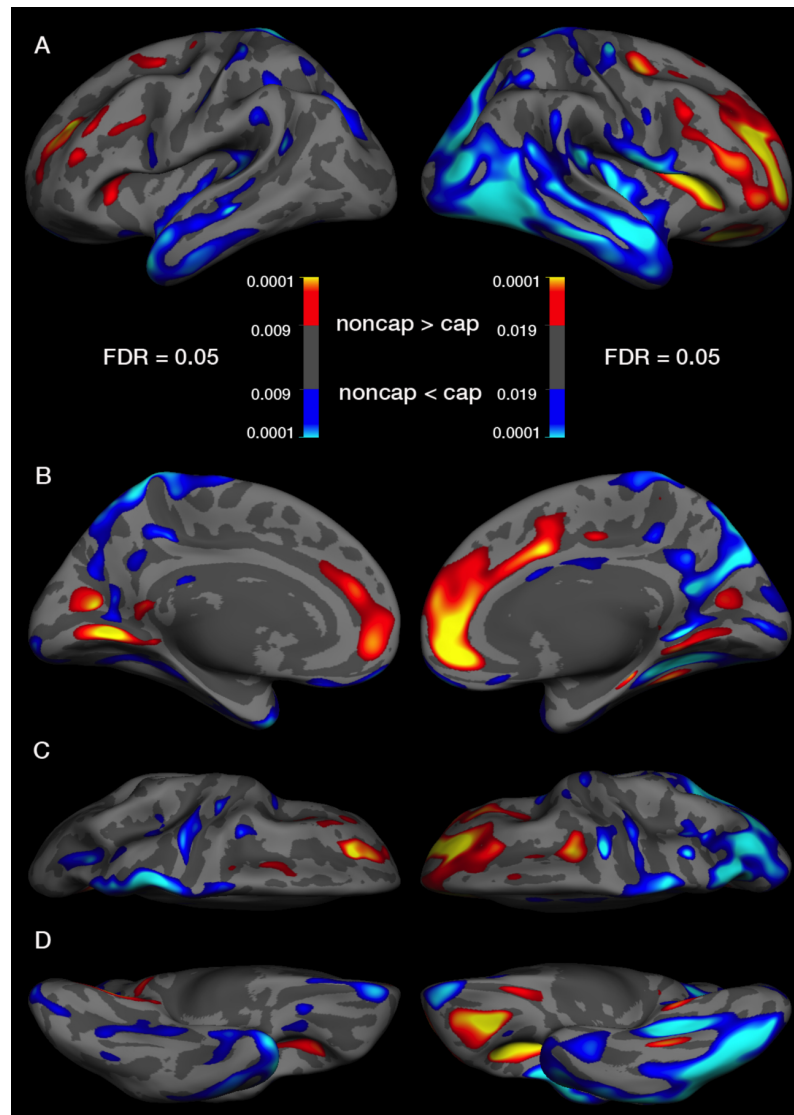 A
0.0001
0.0001
0.009
noncap > cap
0.019
FDR = 0.05
FDR = 0.05
0.009
noncap < cap
0.019
0.0001
0.0001
B
C
D